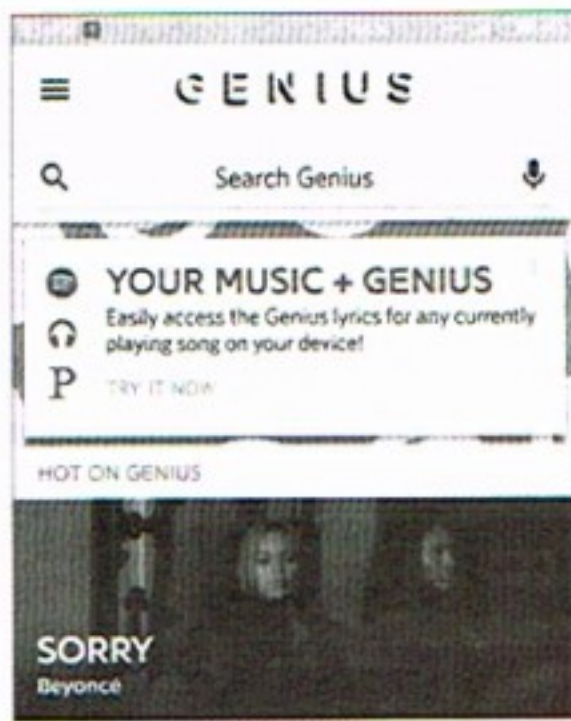 GENIUS
Search Genius
YOUR MUSIC + GENIUS
Easily access the Genius lyrics for any currently
playing song on your device!
P
TRY IT NOW
HOT ON GENIUS
SORRY
Beyoncé